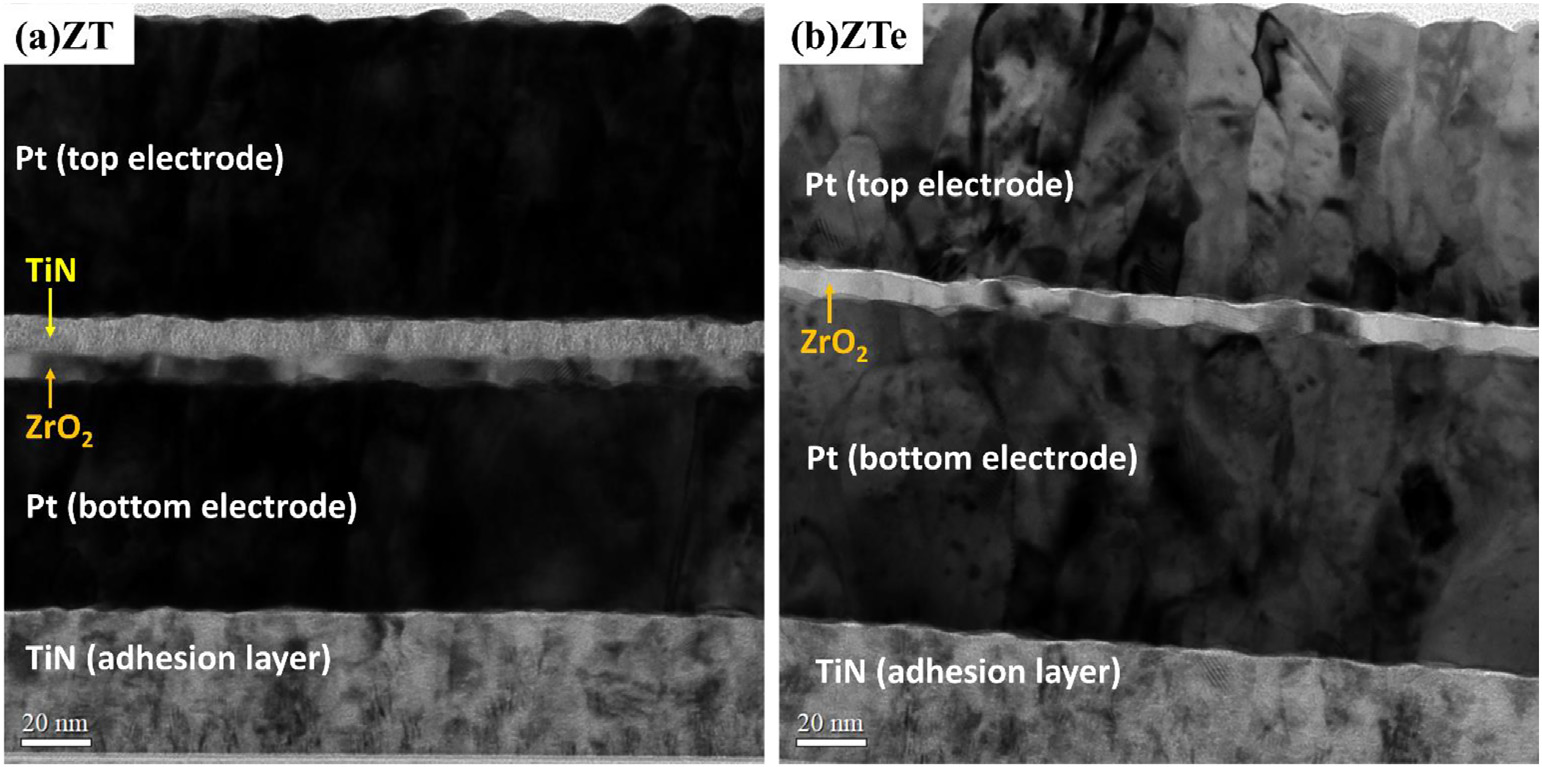 (a)ZT
Pt (top electrode)
TiN
ZrO₂
Pt (bottom electrode)
TiN (adhesion layer)
20 nm
(b)ZTe
Pt (top electrode)
ZrO₂
Pt (bottom electrode)
TiN (adhesion layer)
20 nm